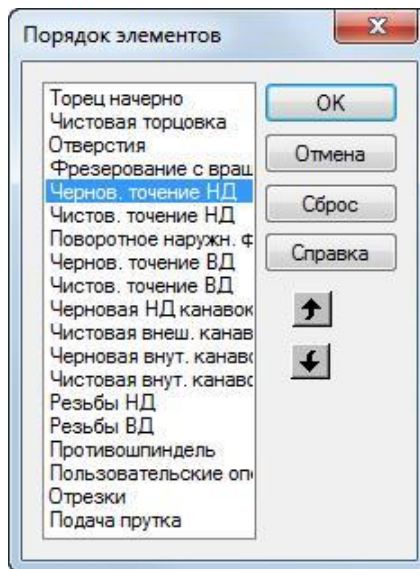 Порядок элементов
Торец начерно
Чистовая торцовка
Отверстия
Фрезерование с вращ
Чернов. точение НД
Чистов. точение НД
Поворотное наружн. ф
Чернов. точение ВД
Чистов. точение ВД
Черновая НД канавок
Чистовая внеш. канав
Черновая внут. канаво
Чистовая внут. канаво
Резьбы НД
Резьбы ВД
Противошпиндель
Пользовательские опе
Отрезки
Подача прутка
OK
Отмена
Сброс
Справка